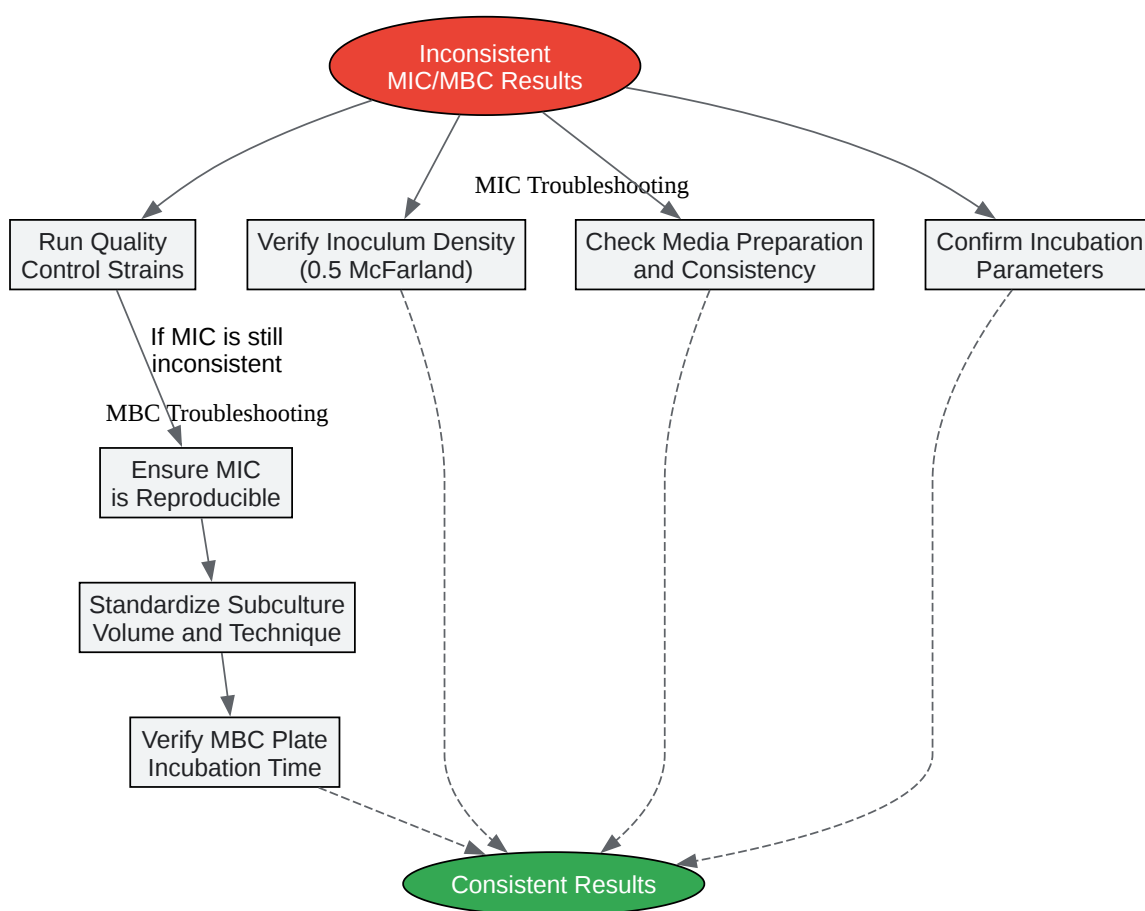 Inconsistent
MIC/MBC Results
MIC Troubleshooting
Run Quality
Control Strains
Verify Inoculum Density
(0.5 McFarland)
Check Media Preparation
and Consistency
Confirm Incubation
Parameters
If MIC is still
inconsistent
MBC Troubleshooting
Ensure MIC
is Reproducible
Standardize Subculture
Volume and Technique
Verify MBC Plate
Incubation Time
Consistent Results